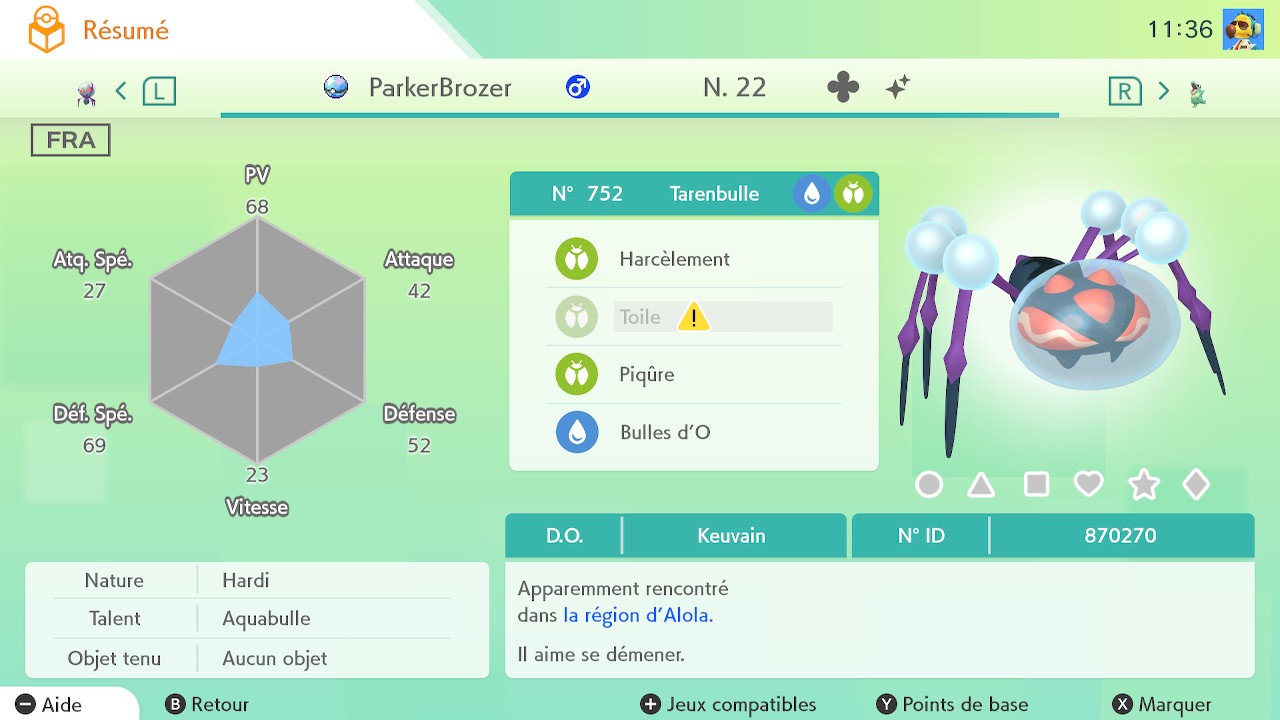 Résumé
11:36
L
ParkerBrozer
N. 22
R
FRA
PV
68
Atq. Spé.
27
Attaque
42
Déf. Spé.
69
Défense
52
23
Vitesse
N° 752 Tarenbulle
Harcèlement
Toile
Piqûre
Bulles d'O
D.O. Keuvain
N° ID 870270
Apparemment rencontré
dans la région d'Alola.
Il aime se démener.
Nature Hardi
Talent Aquabulle
Objet tenu Aucun objet
Aide
B Retour
Jeux compatibles
Y Points de base
X Marquer